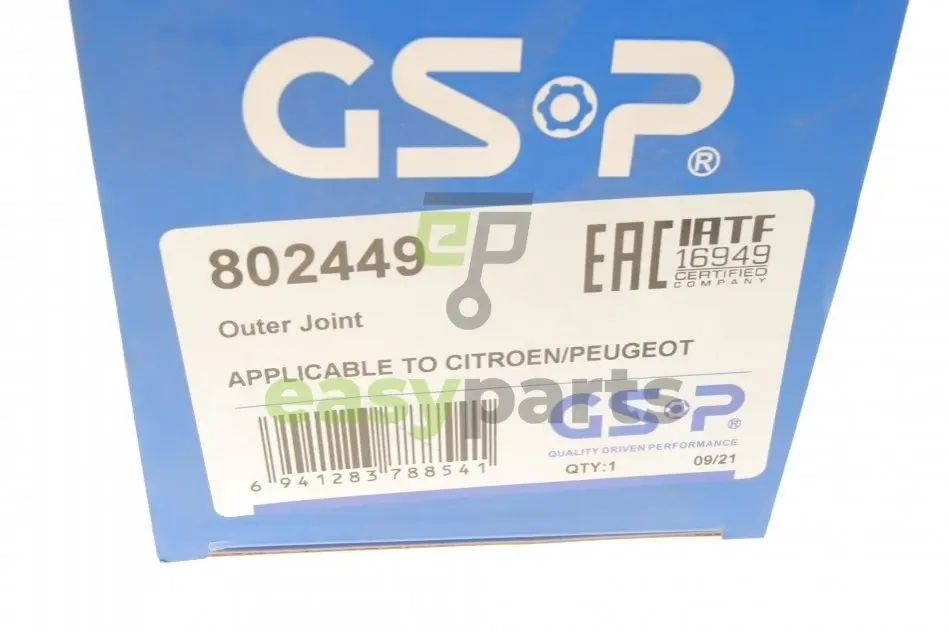 GSP®
802449
EAC
IATF
16949
CERTIFIED
COMPANY
ep
Outer Joint
APPLICABLE TO CITROEN/PEUGEOT
easyparts
GSP®
QUALITY DRIVEN PERFORMANCE
QTY:1 09/21
6 941283 788541